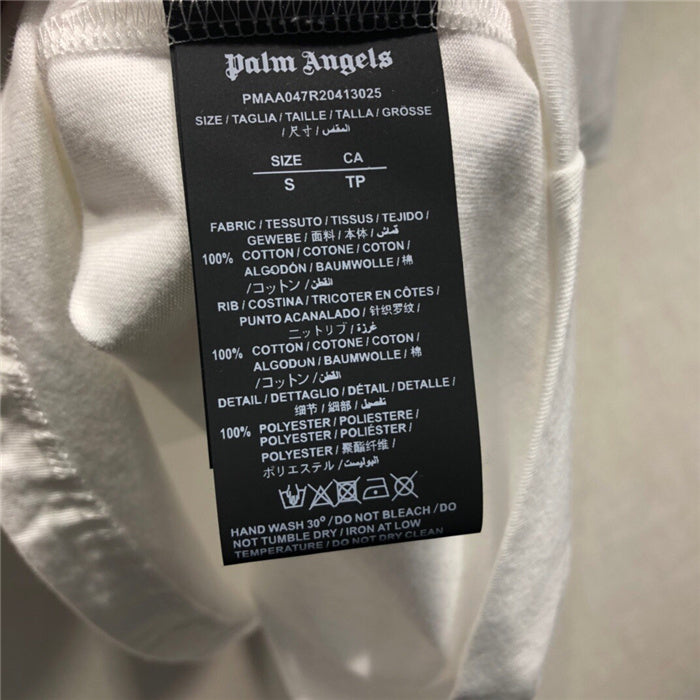 Palm Angels
PMAA047R20413025
SIZE / TAGLIA / TAILLE / TALLA / GRÖSSE
/ 尺寸 / المقاس
SIZE CA
S TP
FABRIC / TESSUTO / TISSUS / TEJIDO /
GEWEBE / 面料 / 本体 / قماش
100% COTTON / COTONE / COTON /
ALGODÓN / BAUMWOLLE / 棉
/ コットン / القطن
RIB / COSTINA / TRICOTER EN CÔTES /
PUNTO ACANALADO / 针织罗纹 /
ニットリブ / غرزة
100% COTTON / COTONE / COTON /
ALGODON / BAUMWOLLE / 棉
/ コットン / القطن
DETAIL / DETTAGLIO / DÉTAIL / DETALLE /
细节 / 細部 / تفصيل
100% POLYESTER / POLIESTERE /
POLYESTER / POLIÉSTER /
POLYESTER / 聚酯纤维 /
ポリエステル / البوليستر
HAND WASH 30° / DO NOT BLEACH / DO
NOT TUMBLE DRY / IRON AT LOW
TEMPERATURE / DO NOT DRY CLEAN